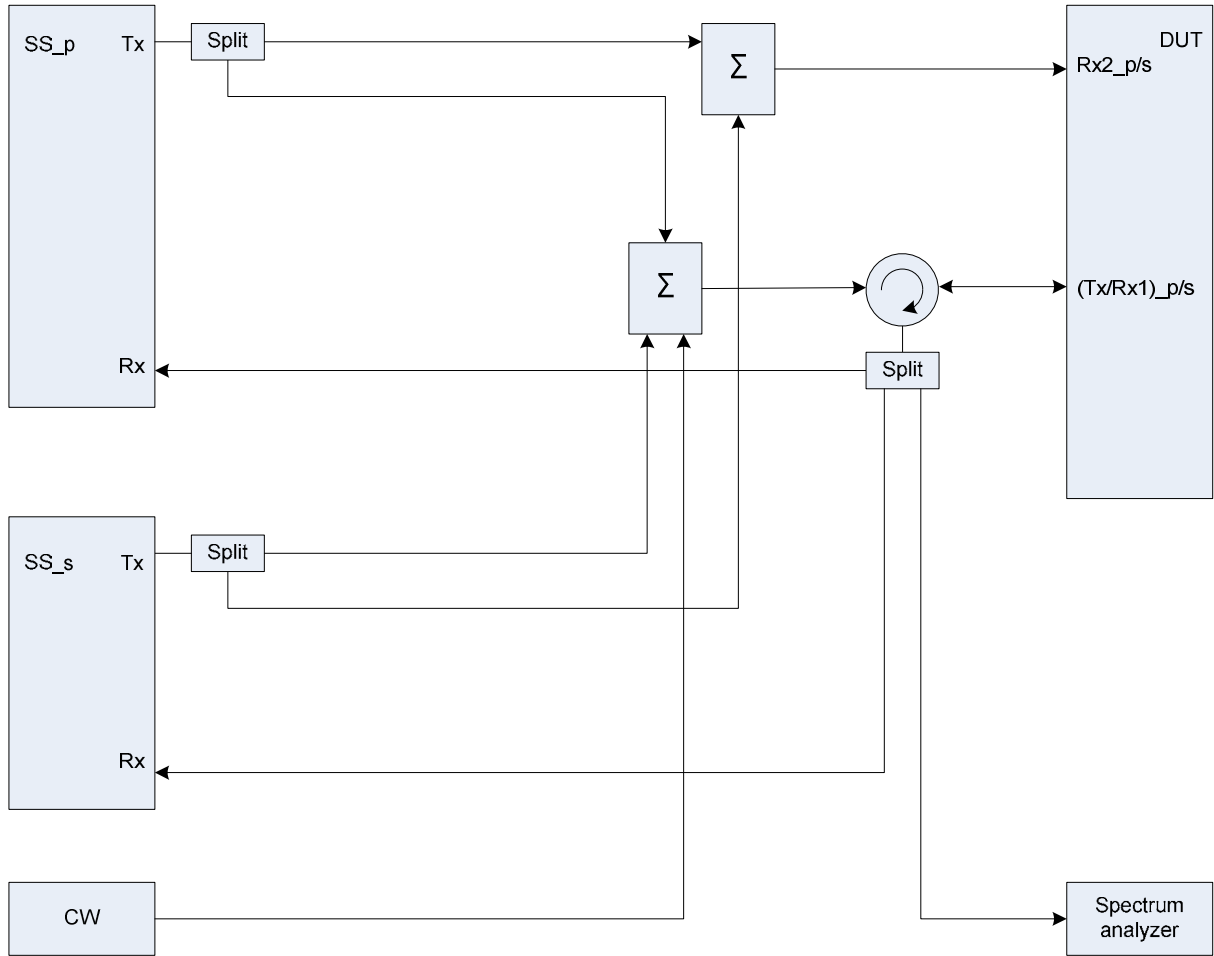 SS_p
Tx
Split
Σ
DUT
Rx2_p/s
Σ
(Tx/Rx1)_p/s
Rx
Split
SS_s
Tx
Split
Rx
CW
Spectrum
analyzer